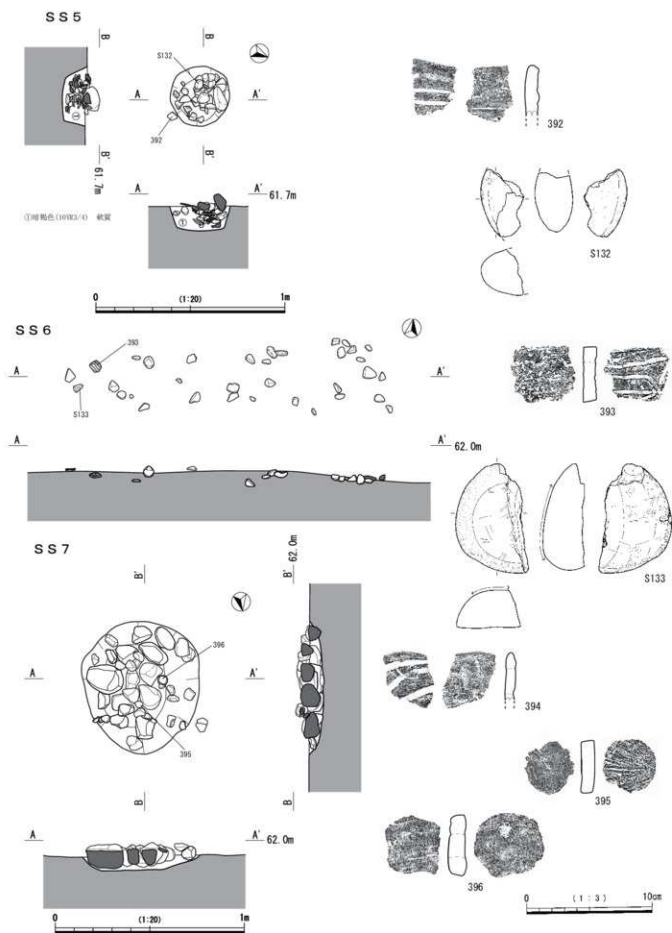 SS5
B
S132
A
A'
392
B'
61.7m
B
B'
A
A'
61.7m
①
①
①暗褐色(10YR3/4) 軟質
0
(1:20)
1m
392
S132
SS6
393
A
A'
S133
A
A'
62.0m
393
S133
SS7
B'
62.0m
B'
396
A
A'
395
B
B
A
A'
62.0m
0
(1:20)
1m
394
395
396
0
(1:3)
10cm